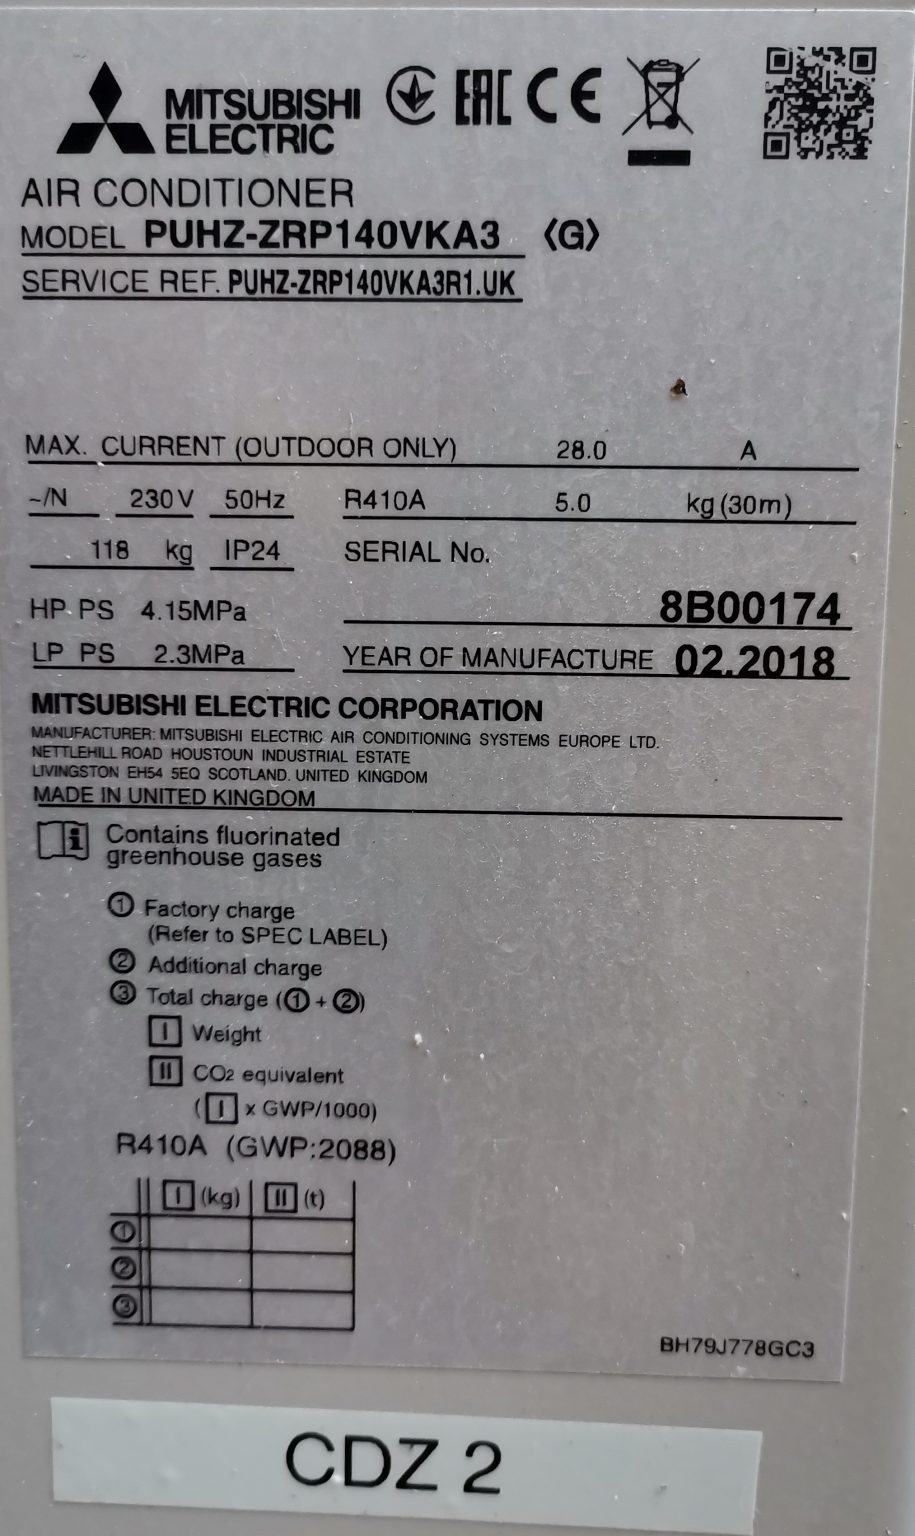 MITSUBISHI
ELECTRIC
EAC CE
AIR CONDITIONER
MODEL PUHZ-ZRP140VKA3 〈G〉
SERVICE REF. PUHZ-ZRP140VKA3R1.UK
MAX. CURRENT (OUTDOOR ONLY) 28.0 A
~/N 230V 50Hz R410A 5.0 kg (30m)
118 kg IP24 SERIAL No.
HP PS 4.15MPa 8B00174
LP PS 2.3MPa YEAR OF MANUFACTURE 02.2018
MITSUBISHI ELECTRIC CORPORATION
MANUFACTURER: MITSUBISHI ELECTRIC AIR CONDITIONING SYSTEMS EUROPE LTD.
NETTLEHILL ROAD HOUSTOUN INDUSTRIAL ESTATE
LIVINGSTON EH54 5EQ SCOTLAND. UNITED KINGDOM
MADE IN UNITED KINGDOM
i Contains fluorinated
greenhouse gases
① Factory charge
(Refer to SPEC LABEL)
② Additional charge
③ Total charge (① + ②)
I Weight
II CO2 equivalent
(I x GWP/1000)
R410A (GWP:2088)
I (kg) II (t)
①
②
③
BH79J778GC3
CDZ 2